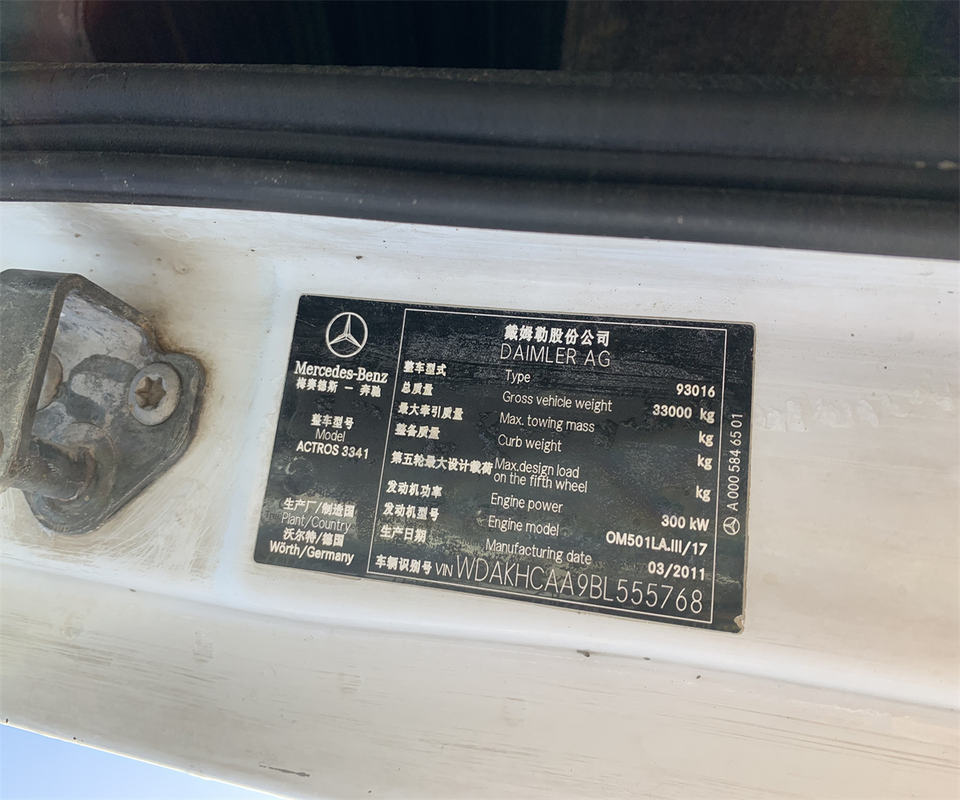 Mercedes-Benz
梅赛德斯 - 奔驰
整车型号
Model
ACTROS 3341
生产厂/制造国
Plant/Country
沃尔特/德国
Wörth/Germany
戴姆勒股份公司
DAIMLER AG
整车型式 Type 93016
总质量 Gross vehicle weight 33000 kg
最大牵引质量 Max. towing mass kg
整备质量 Curb weight kg
第五轮最大设计载荷 Max.design load
on the fifth wheel kg
发动机功率 Engine power 300 kW
发动机型号 Engine model OM501LA.III/17
生产日期 Manufacturing date 03/2011
车辆识别号 VIN WDAKHCAA9BL555768
A 000 584 65 01